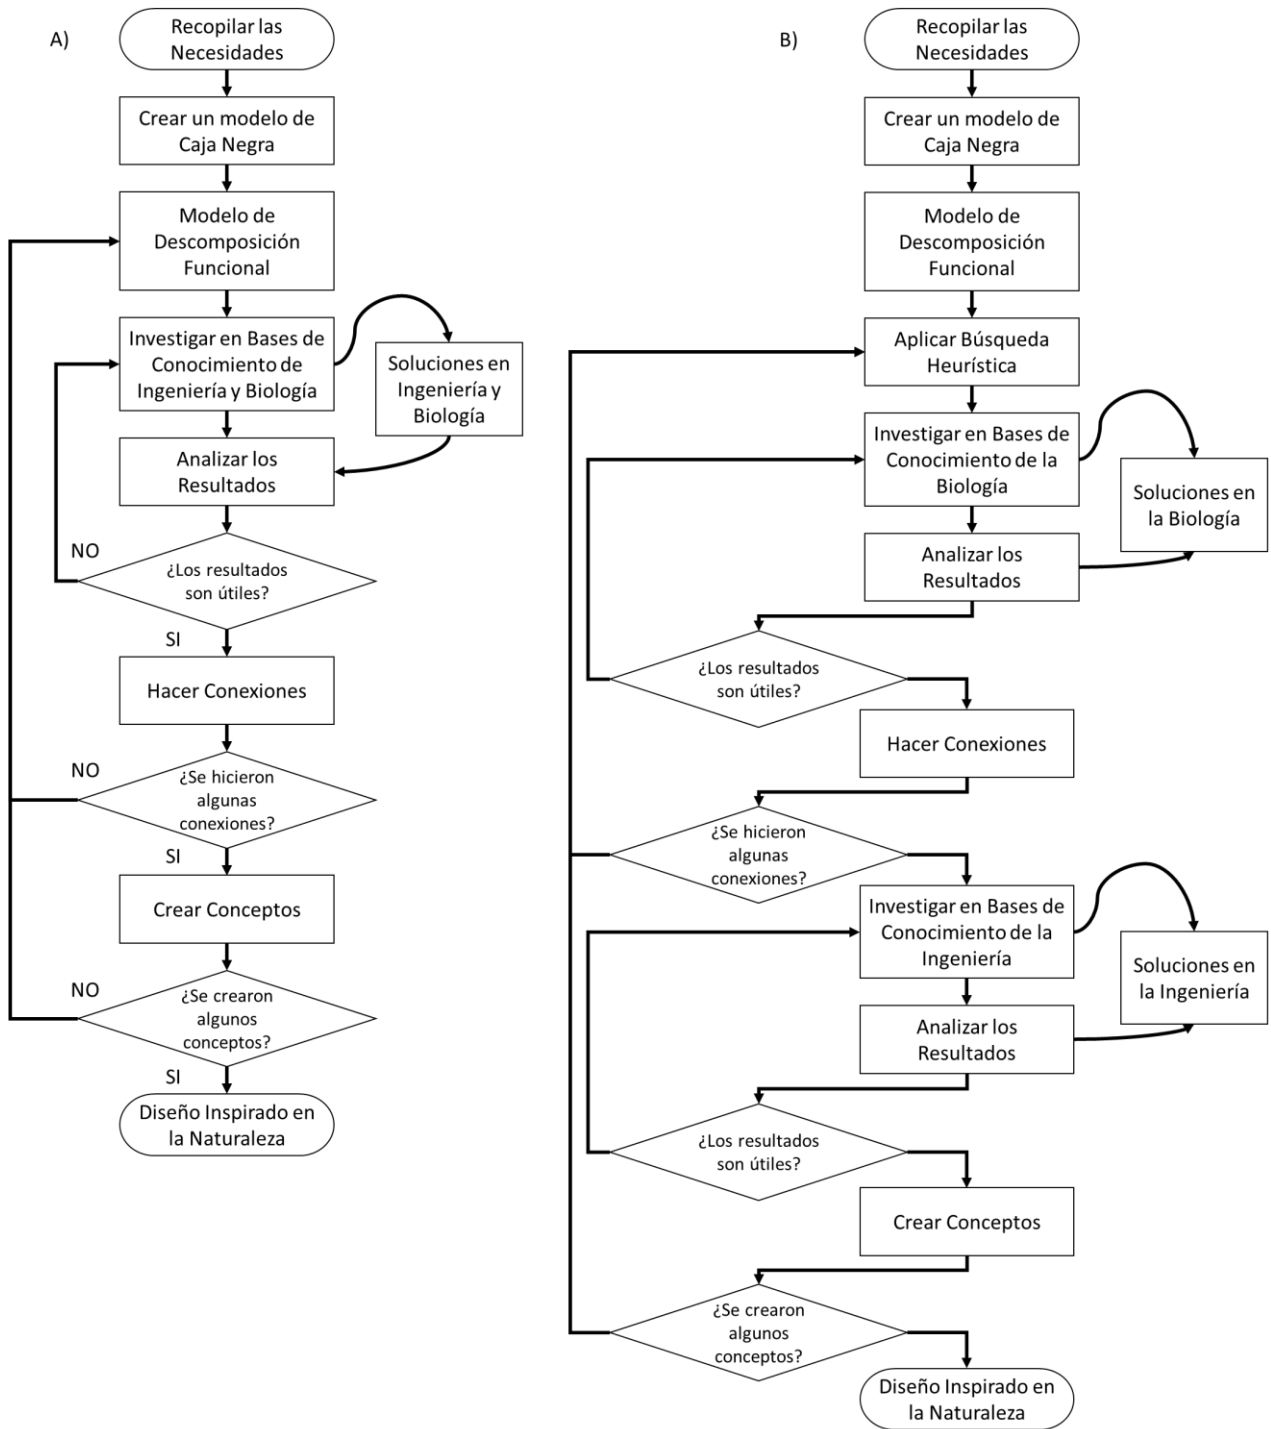 A)
Recopilar las
Necesidades
Crear un modelo de
Caja Negra
Modelo de
Descomposición
Funcional
Investigar en Bases de
Conocimiento de
Ingeniería y Biología
Soluciones en
Ingeniería y
Biología
Analizar los
Resultados
NO
¿Los resultados
son útiles?
SI
Hacer Conexiones
NO
¿Se hicieron
algunas
conexiones?
SI
Crear Conceptos
NO
¿Se crearon
algunos
conceptos?
SI
Diseño Inspirado en
la Naturaleza
B)
Recopilar las
Necesidades
Crear un modelo de
Caja Negra
Modelo de
Descomposición
Funcional
Aplicar Búsqueda
Heurística
Investigar en Bases de
Conocimiento de la
Biología
Soluciones en
la Biología
Analizar los
Resultados
¿Los resultados
son útiles?
Hacer Conexiones
¿Se hicieron
algunas
conexiones?
Investigar en Bases de
Conocimiento de la
Ingeniería
Soluciones en
la Ingeniería
Analizar los
Resultados
¿Los resultados
son útiles?
Crear Conceptos
¿Se crearon
algunos
conceptos?
Diseño Inspirado en
la Naturaleza